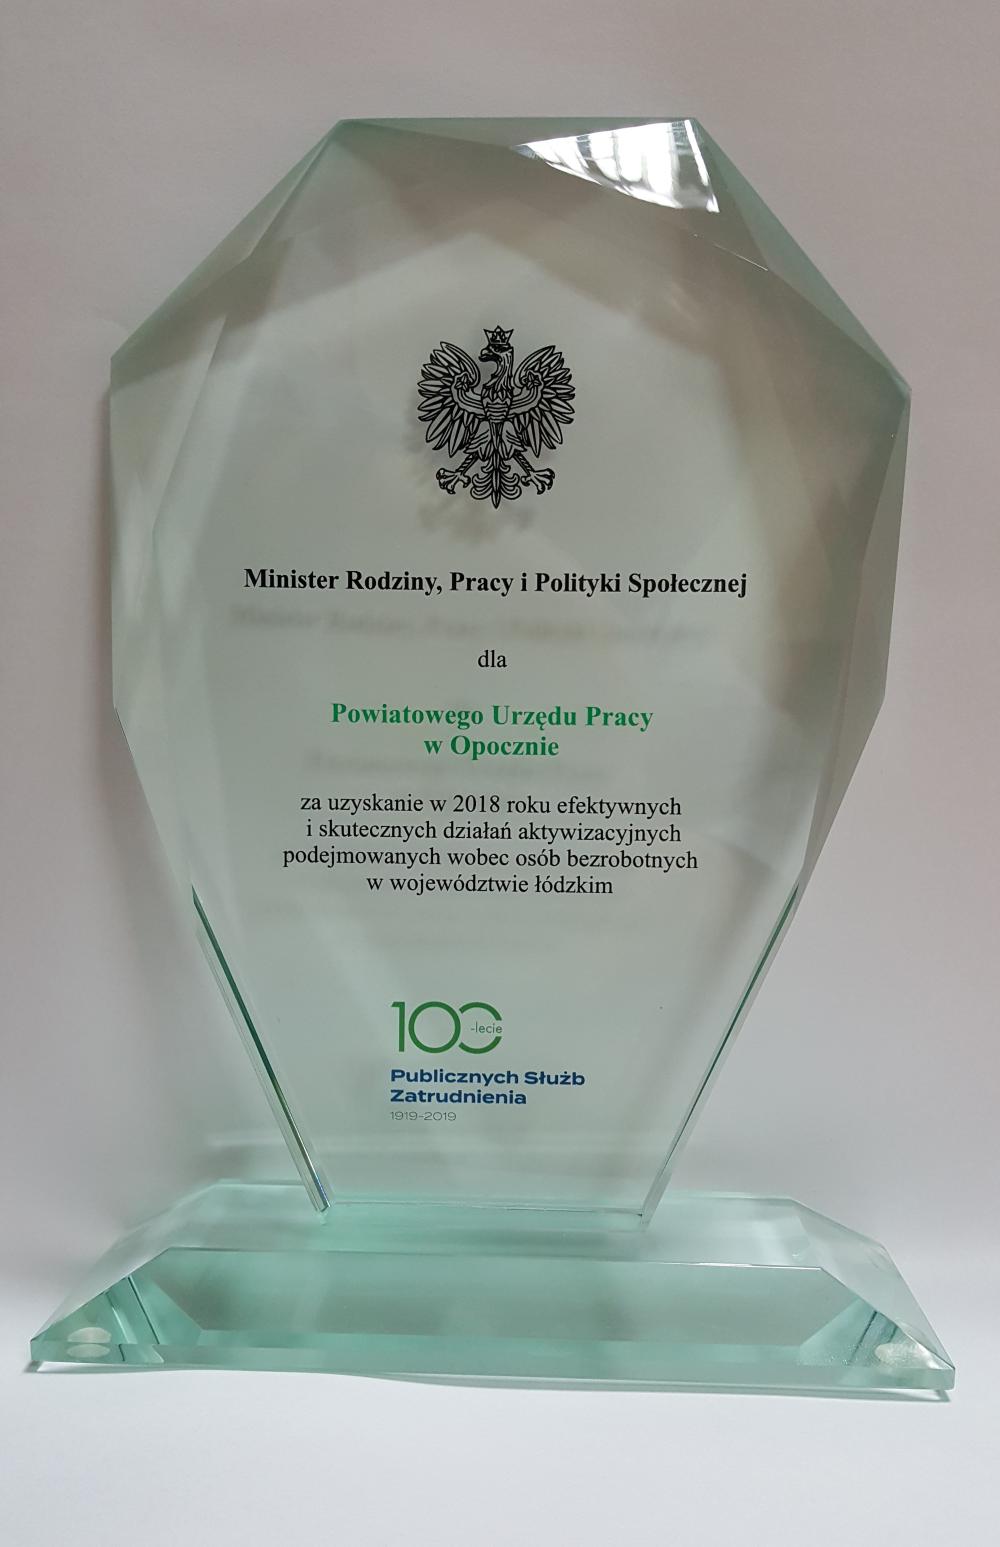 Minister Rodziny, Pracy i Polityki Społecznej
dla
Powiatowego Urzędu Pracy
w Opocznie
za uzyskanie w 2018 roku efektywnych
i skutecznych działań aktywizacyjnych
podejmowanych wobec osób bezrobotnych
w województwie łódzkim
100-lecie
Publicznych Służb
Zatrudnienia
1919-2019